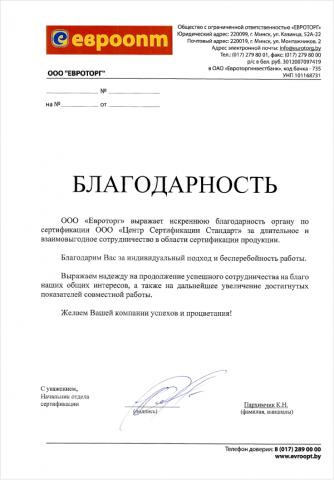 евроопт
Общество с ограниченной ответственностью «ЕВРОТОРГ»
Юридический адрес: 220099, г. Минск, ул. Казинца, 52А-22
Почтовый адрес: 220019, г. Минск, ул. Монтажников, 2
Адрес электронной почты: info@eurotorg.by
Тел.: (017) 279 80 01, факс: (017) 279 80 00
р/с в бел. руб. 3012007097419
в ОАО «Евроторгинвестбанк», код банка - 735
УНП 101168731
ООО "ЕВРОТОРГ"
№
на № от
БЛАГОДАРНОСТЬ
ООО «Евроторг» выражает искреннюю благодарность органу по
сертификации ООО «Центр Сертификации Стандарт» за длительное и
взаимовыгодное сотрудничество в области сертификации продукции.
Благодарим Вас за индивидуальный подход и бесперебойность работы.
Выражаем надежду на продолжение успешного сотрудничества на благо
наших общих интересов, а также на дальнейшее увеличение достигнутых
показателей совместной работы.
Желаем Вашей компании успехов и процветания!
С уважением,
Начальник отдела
сертификации
(подпись)
Пархимчик К.Н.
(фамилия, инициалы)
Телефон доверия: 8 (017) 289 00 00
www.evroopt.by